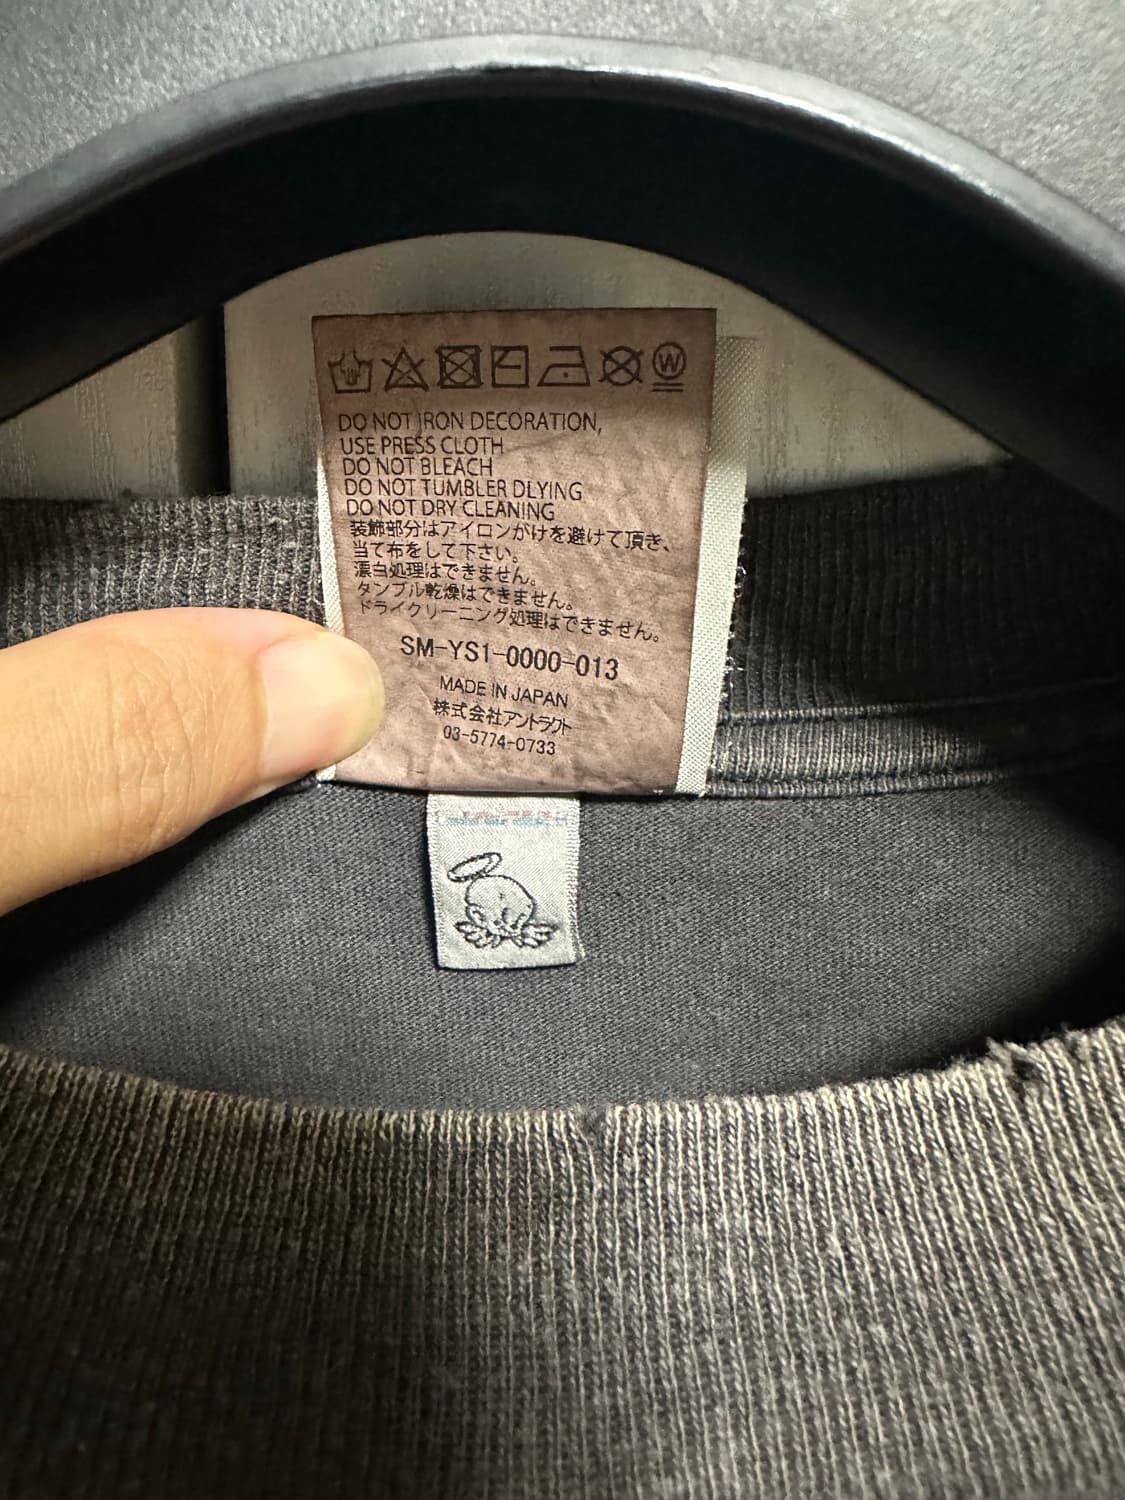 W
DO NOT IRON DECORATION,
USE PRESS CLOTH
DO NOT BLEACH
DO NOT TUMBLER DLYING
DO NOT DRY CLEANING
装飾部分はアイロンがけを避けて頂き、
当て布をして下さい。
漂白処理はできません。
タンブル乾燥はできません。
ドライクリーニング処理はできません。
SM-YS1-0000-013
MADE IN JAPAN
株式会社アントラクト
03-5774-0733